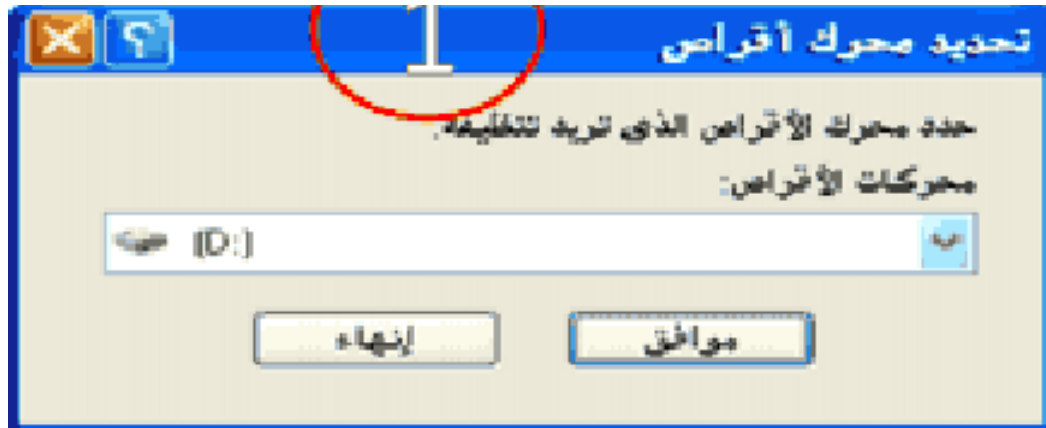 تحديد محرك أقراص
1
حدد محرك الأقراص الذي تريد تنظيفه.
محركات الأقراص:
(D:)
موافق
إنهاء